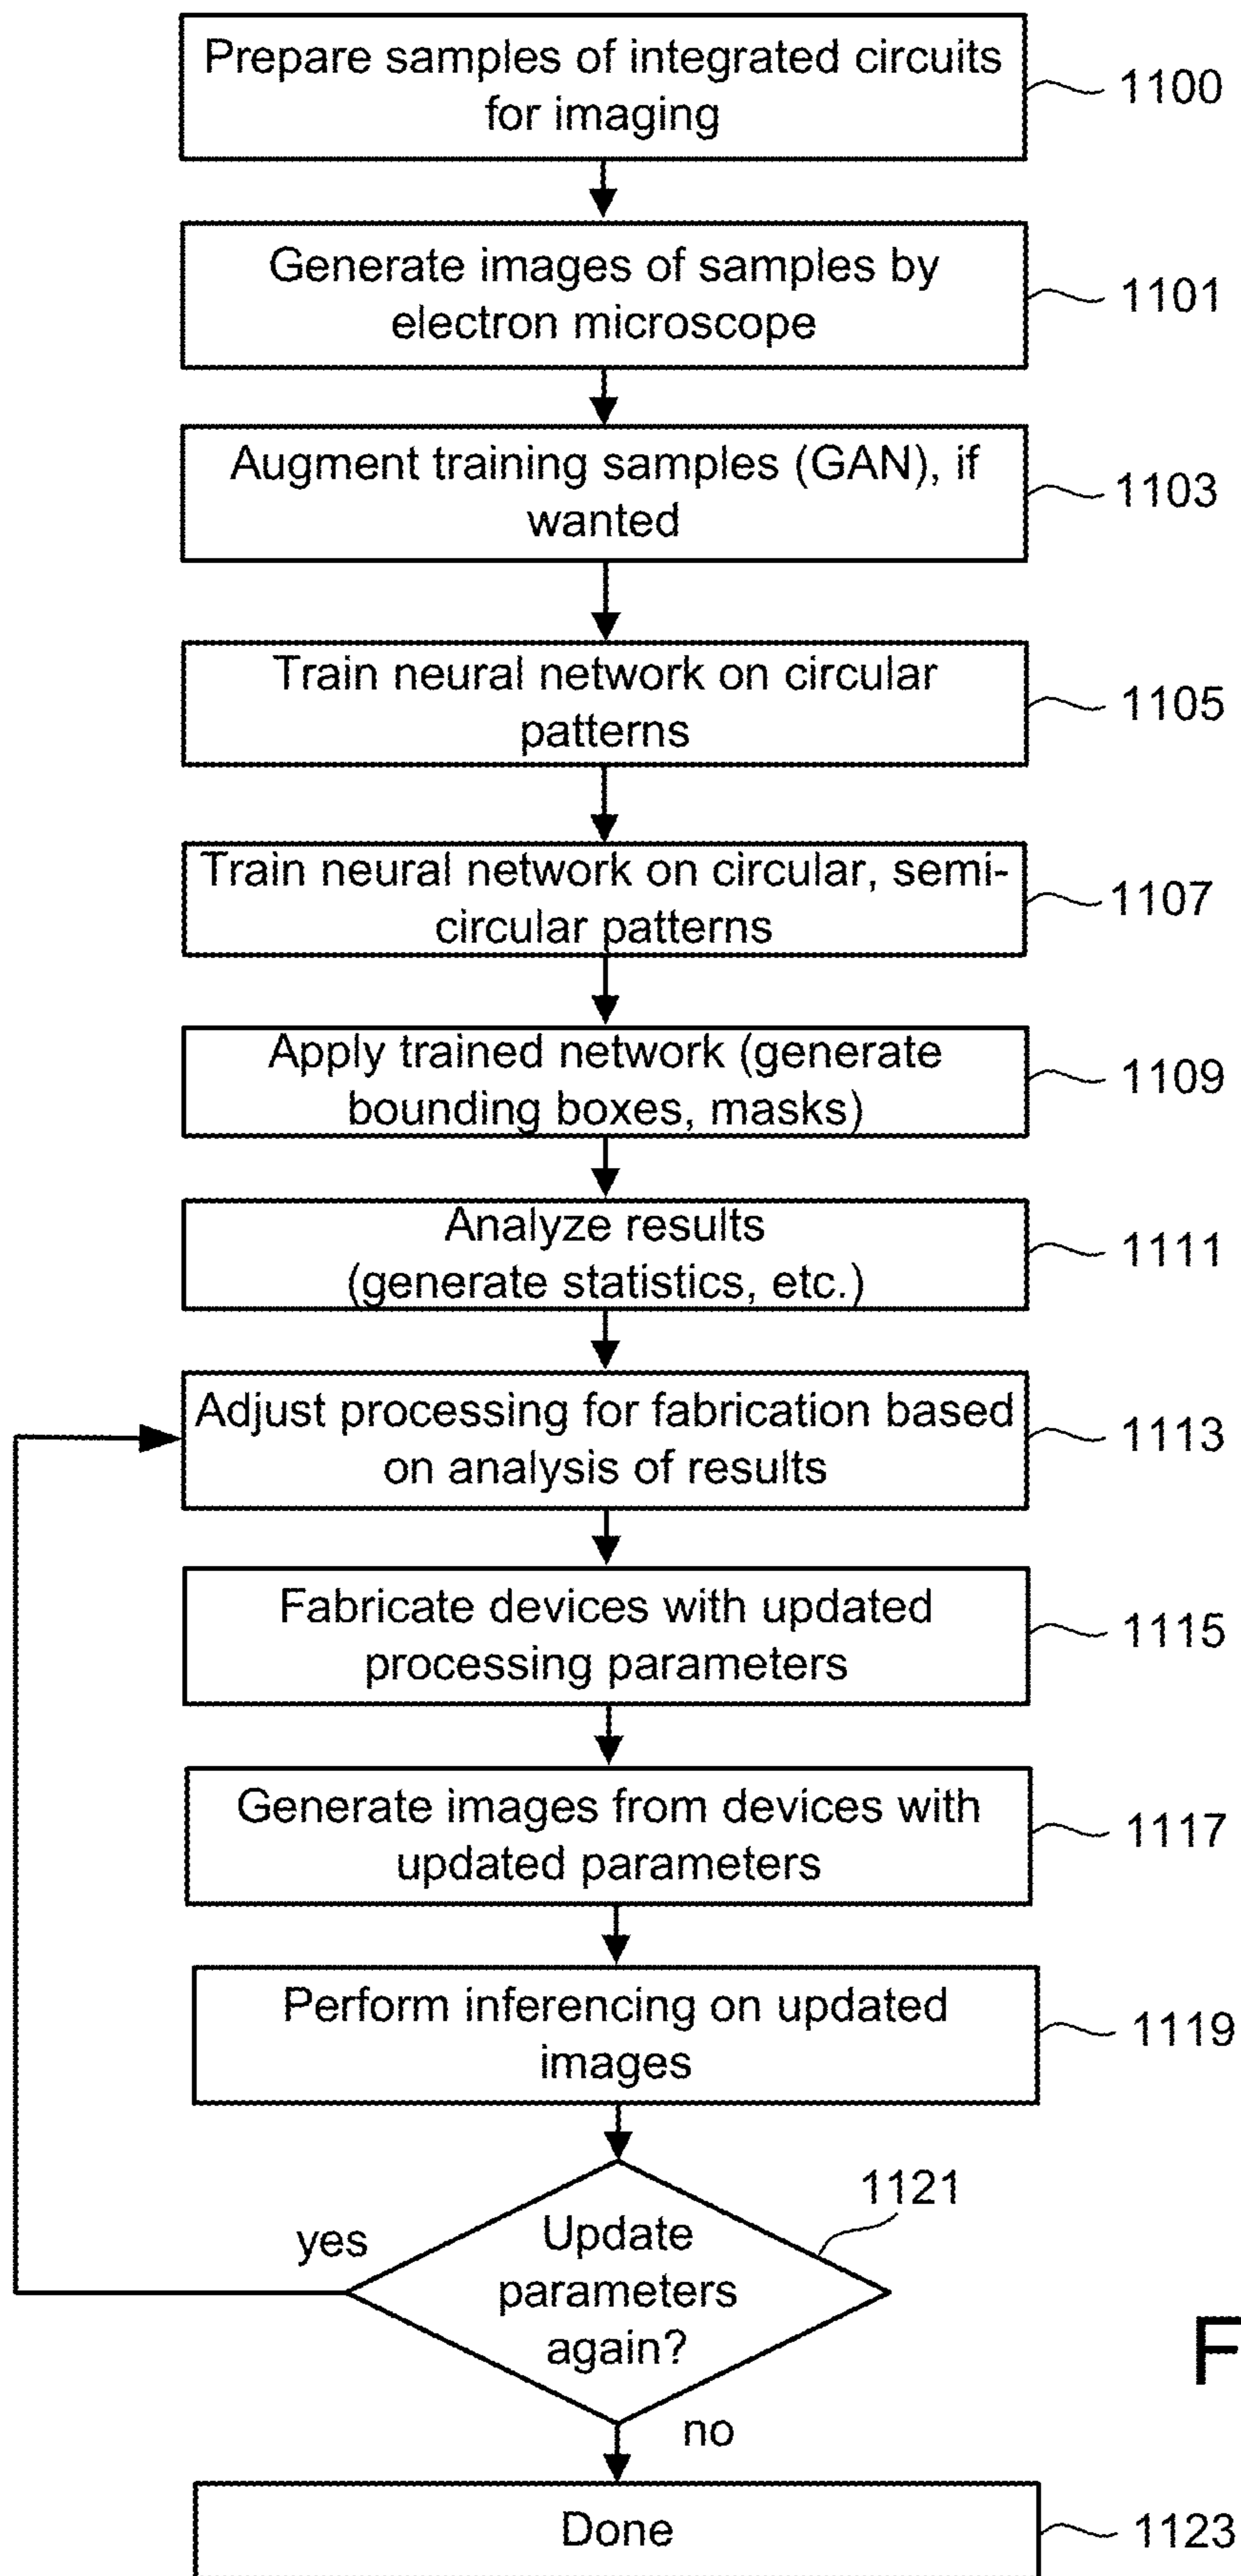 Prepare samples of integrated circuits
for imaging
1100
Generate images of samples by
electron microscope
1101
Augment training samples (GAN), if
wanted
1103
Train neural network on circular
patterns
1105
Train neural network on circular, semi-
circular patterns
1107
Apply trained network (generate
bounding boxes, masks)
1109
Analyze results
(generate statistics, etc.)
1111
Adjust processing for fabrication based
on analysis of results
1113
Fabricate devices with updated
processing parameters
1115
Generate images from devices with
updated parameters
1117
Perform inferencing on updated
images
1119
1121
yes
Update
parameters
again?
F
no
Done
1123